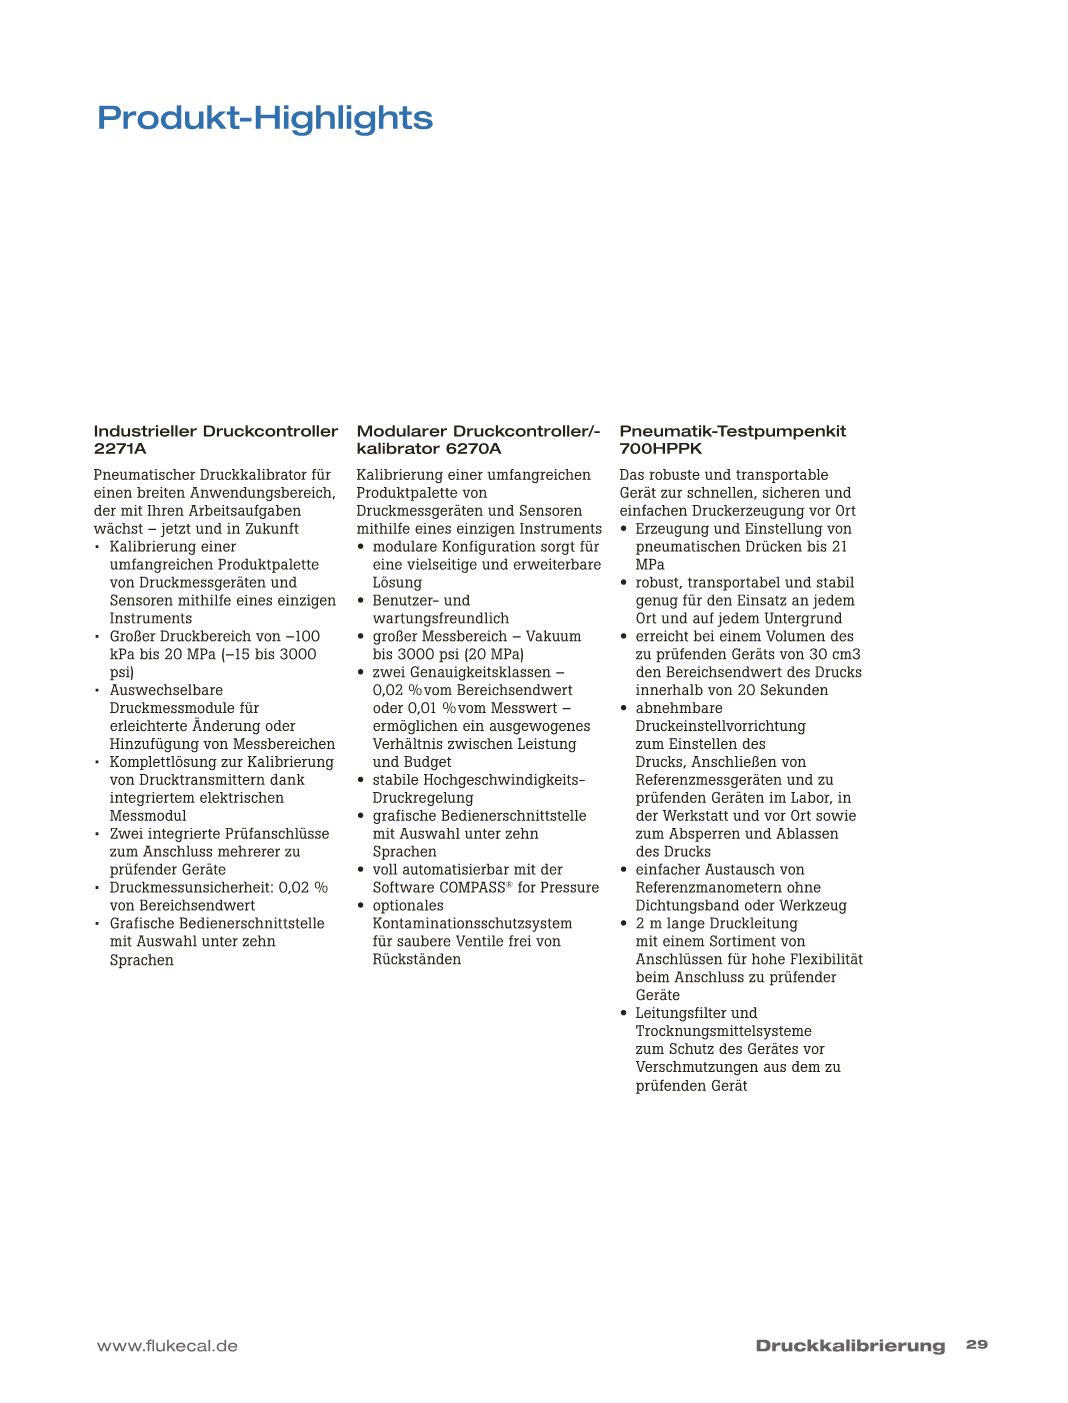 Produkt-Highlights
Industrieller Druckcontroller
2271A
Pneumatischer Druckkalibrator für
einen breiten Anwendungsbereich,
der mit Ihren Arbeitsaufgaben
wächst – jetzt und in Zukunft
· Kalibrierung einer
umfangreichen Produktpalette
von Druckmessgeräten und
Sensoren mithilfe eines einzigen
Instruments
· Großer Druckbereich von –100
kPa bis 20 MPa (–15 bis 3000
psi)
· Auswechselbare
Druckmessmodule für
erleichterte Änderung oder
Hinzufügung von Messbereichen
· Komplettlösung zur Kalibrierung
von Drucktransmittern dank
integriertem elektrischen
Messmodul
· Zwei integrierte Prüfanschlüsse
zum Anschluss mehrerer zu
prüfender Geräte
· Druckmessunsicherheit: 0,02 %
von Bereichsendwert
· Grafische Bedienerschnittstelle
mit Auswahl unter zehn
Sprachen
Modularer Druckcontroller/-
kalibrator 6270A
Kalibrierung einer umfangreichen
Produktpalette von
Druckmessgeräten und Sensoren
mithilfe eines einzigen Instruments
• modulare Konfiguration sorgt für
eine vielseitige und erweiterbare
Lösung
• Benutzer- und
wartungsfreundlich
• großer Messbereich – Vakuum
bis 3000 psi (20 MPa)
• zwei Genauigkeitsklassen –
0,02 % vom Bereichsendwert
oder 0,01 % vom Messwert –
ermöglichen ein ausgewogenes
Verhältnis zwischen Leistung
und Budget
• stabile Hochgeschwindigkeits-
Druckregelung
• grafische Bedienerschnittstelle
mit Auswahl unter zehn
Sprachen
• voll automatisierbar mit der
Software COMPASS® for Pressure
• optionales
Kontaminationsschutzsystem
für saubere Ventile frei von
Rückständen
Pneumatik-Testpumpenkit
700HPPK
Das robuste und transportable
Gerät zur schnellen, sicheren und
einfachen Druckerzeugung vor Ort
• Erzeugung und Einstellung von
pneumatischen Drücken bis 21
MPa
• robust, transportabel und stabil
genug für den Einsatz an jedem
Ort und auf jedem Untergrund
• erreicht bei einem Volumen des
zu prüfenden Geräts von 30 cm3
den Bereichsendwert des Drucks
innerhalb von 20 Sekunden
• abnehmbare
Druckeinstellvorrichtung
zum Einstellen des
Drucks, Anschließen von
Referenzmessgeräten und zu
prüfenden Geräten im Labor, in
der Werkstatt und vor Ort sowie
zum Absperren und Ablassen
des Drucks
• einfacher Austausch von
Referenzmanometern ohne
Dichtungsband oder Werkzeug
• 2 m lange Druckleitung
mit einem Sortiment von
Anschlüssen für hohe Flexibilität
beim Anschluss zu prüfender
Geräte
• Leitungsfilter und
Trocknungsmittelsysteme
zum Schutz des Gerätes vor
Verschmutzungen aus dem zu
prüfenden Gerät
www.flukecal.de
Druckkalibrierung 29